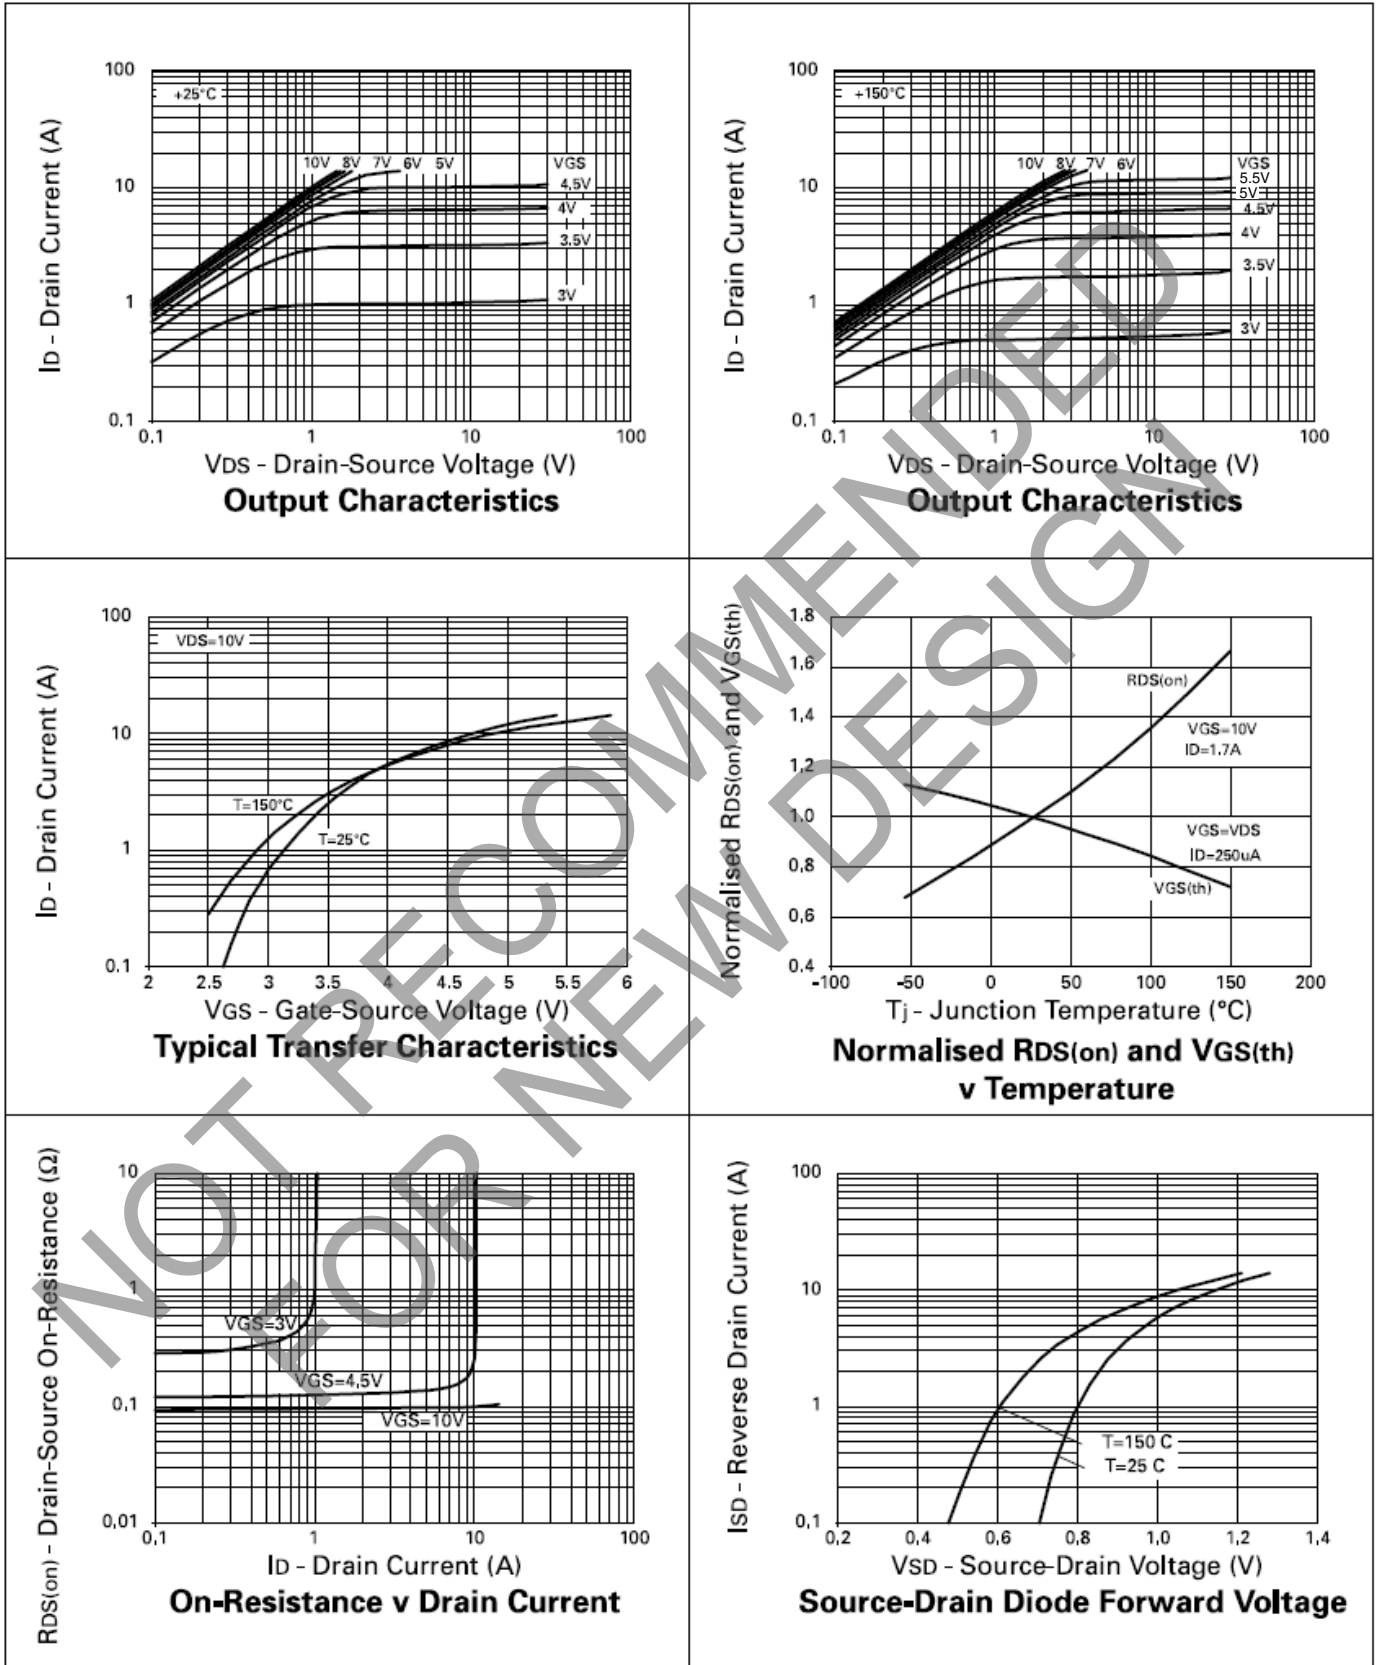 100
10
1
0.1
ID - Drain Current (A)
+25°C
10V 8V 7V 6V 5V
VGS
4.5V
4V
3.5V
3V
0.1 1 10 100
VDS - Drain-Source Voltage (V)
Output Characteristics
100
10
1
0.1
ID - Drain Current (A)
+150°C
10V 8V 7V 6V
VGS
5.5V
5V
4.5V
4V
3.5V
3V
0.1 1 10 100
VDS - Drain-Source Voltage (V)
Output Characteristics
100
10
1
0.1
ID - Drain Current (A)
VDS=10V
T=150°C
T=25°C
2 2.5 3 3.5 4 4.5 5 5.5 6
VGS - Gate-Source Voltage (V)
Typical Transfer Characteristics
1.8
1.6
1.4
1.2
1.0
0.8
0.6
0.4
Normalised RDS(on) and VGS(th)
RDS(on)
VGS=10V
ID=1.7A
VGS=VDS
ID=250uA
VGS(th)
-100 -50 0 50 100 150 200
Tj - Junction Temperature (°C)
Normalised RDS(on) and VGS(th)
v Temperature
10
1
0.1
0.01
RDS(on) - Drain-Source On-Resistance (Ω)
VGS=3V
VGS=4.5V
VGS=10V
0.1 1 10 100
ID - Drain Current (A)
On-Resistance v Drain Current
100
10
1
0.1
ISD - Reverse Drain Current (A)
T=150 C
T=25 C
0.2 0.4 0.6 0.8 1.0 1.2 1.4
VSD - Source-Drain Voltage (V)
Source-Drain Diode Forward Voltage
NOT RECOMMENDED
FOR NEW DESIGN